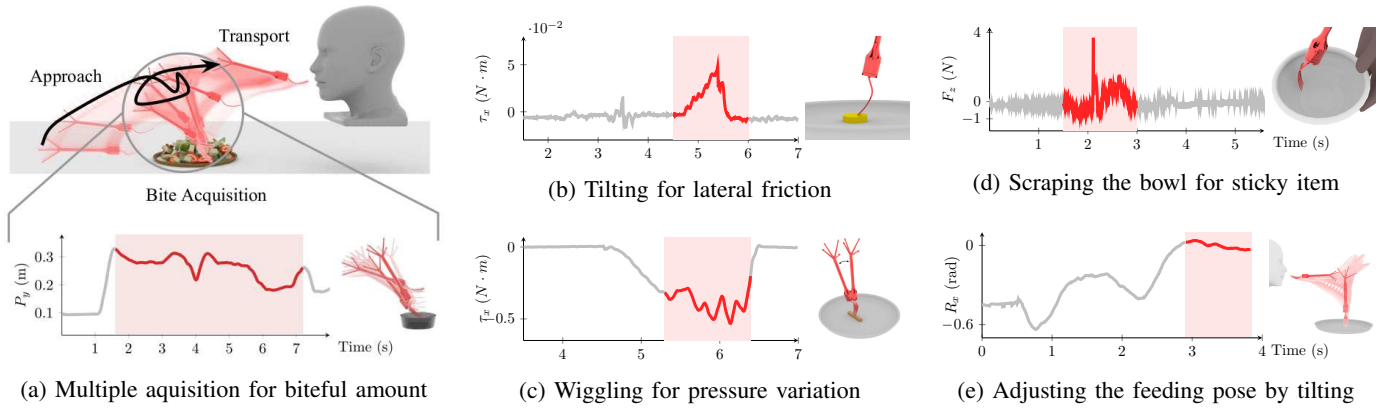 Transport
Approach
Bite Acquisition
P_y (m)
0.3
0.2
0.1
1 2 3 4 5 6 7 Time (s)
(a) Multiple aquisition for biteful amount
·10⁻²
τ_x (N · m)
5
0
2 3 4 5 6 7
(b) Tilting for lateral friction
τ_x (N · m)
0
−0.5
4 5 6 7
(c) Wiggling for pressure variation
F_z (N)
4
0
−1
1 2 3 4 5 Time (s)
(d) Scraping the bowl for sticky item
R_x (rad)
0
−0.6
0 1 2 3 4 Time (s)
(e) Adjusting the feeding pose by tilting